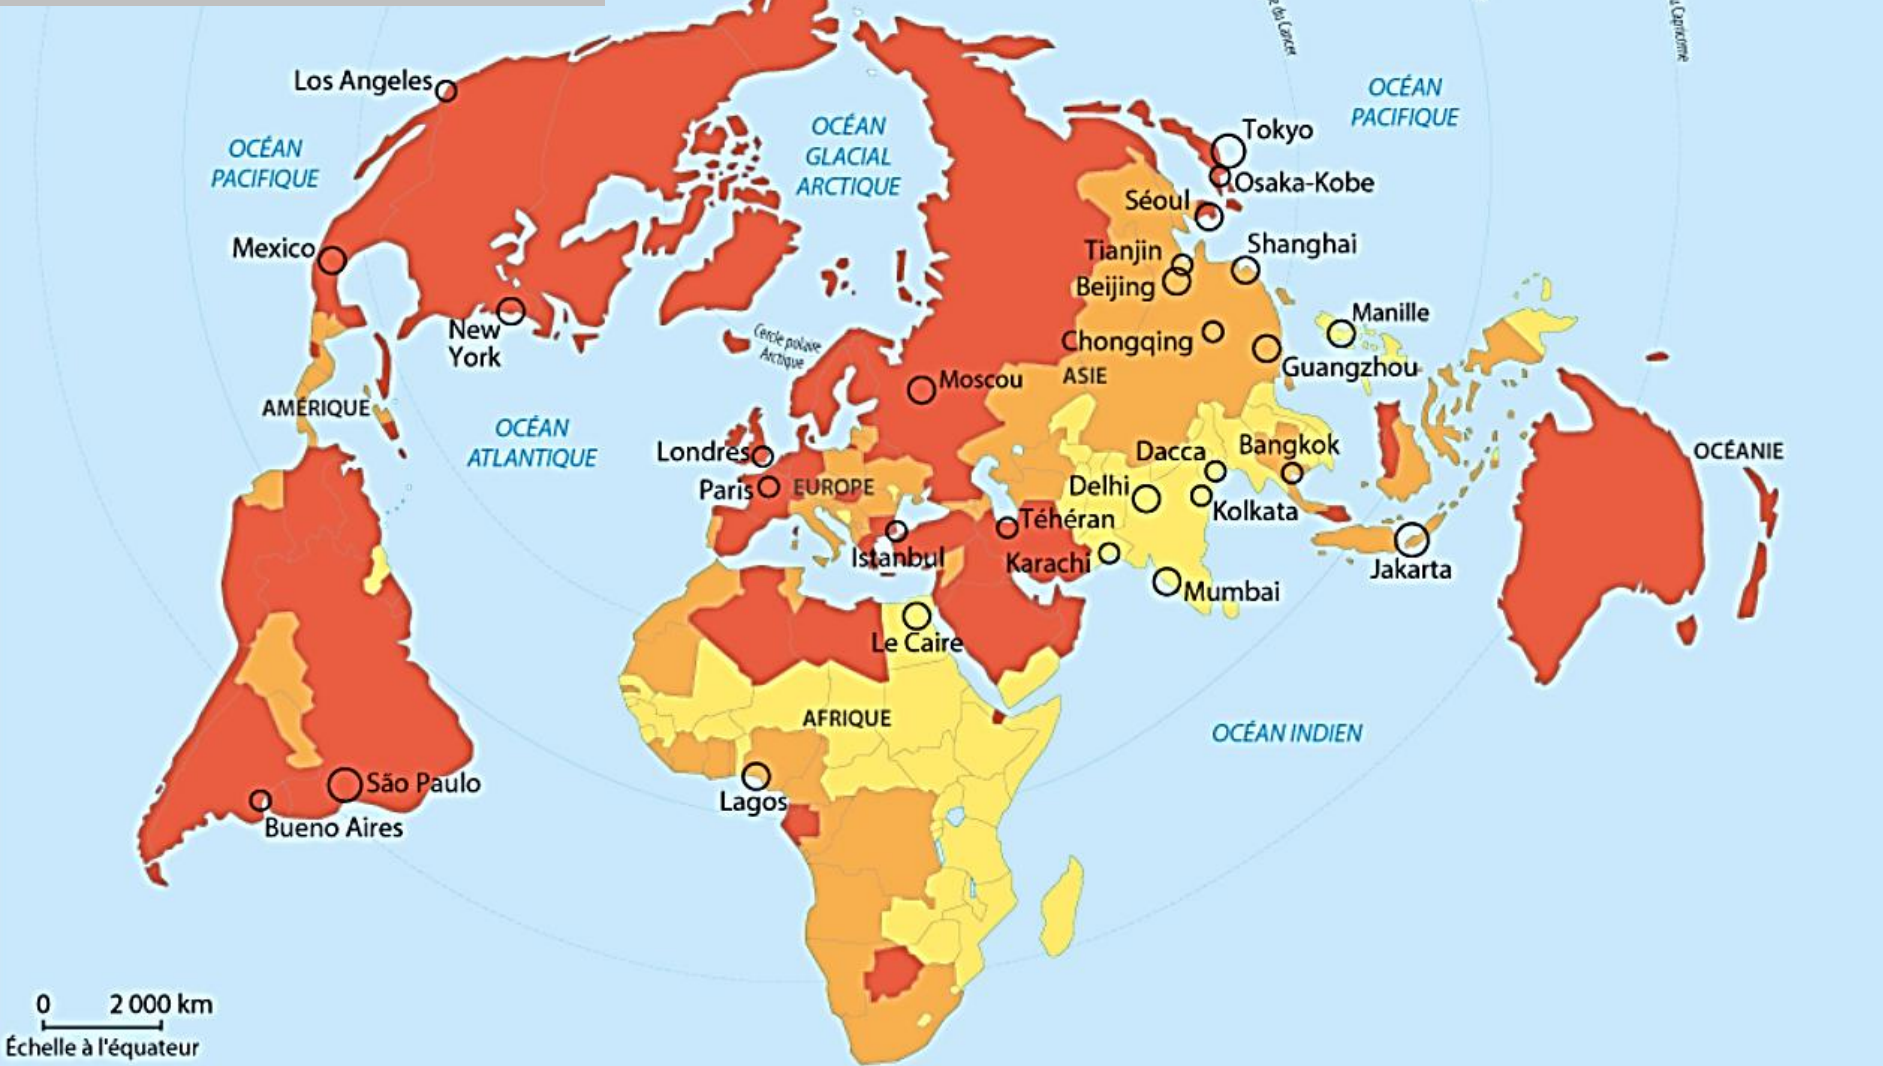 e du Cancer
u Capricorne
Los Angeles
OCÉAN
PACIFIQUE
OCÉAN
GLACIAL
ARCTIQUE
OCÉAN
PACIFIQUE
Tokyo
Osaka-Kobe
Séoul
Mexico
Tianjin
Shanghai
Beijing
New
York
Cercle polaire
Arctique
Manille
Chongqing
Guangzhou
Moscou
ASIE
AMÉRIQUE
OCÉAN
ATLANTIQUE
Londres
Dacca
Bangkok
OCÉANIE
Paris
EUROPE
Delhi
Kolkata
Téhéran
Istanbul
Karachi
Jakarta
Mumbai
Le Caire
AFRIQUE
OCÉAN INDIEN
São Paulo
Lagos
Bueno Aires
0 2 000 km
Échelle à l'équateur